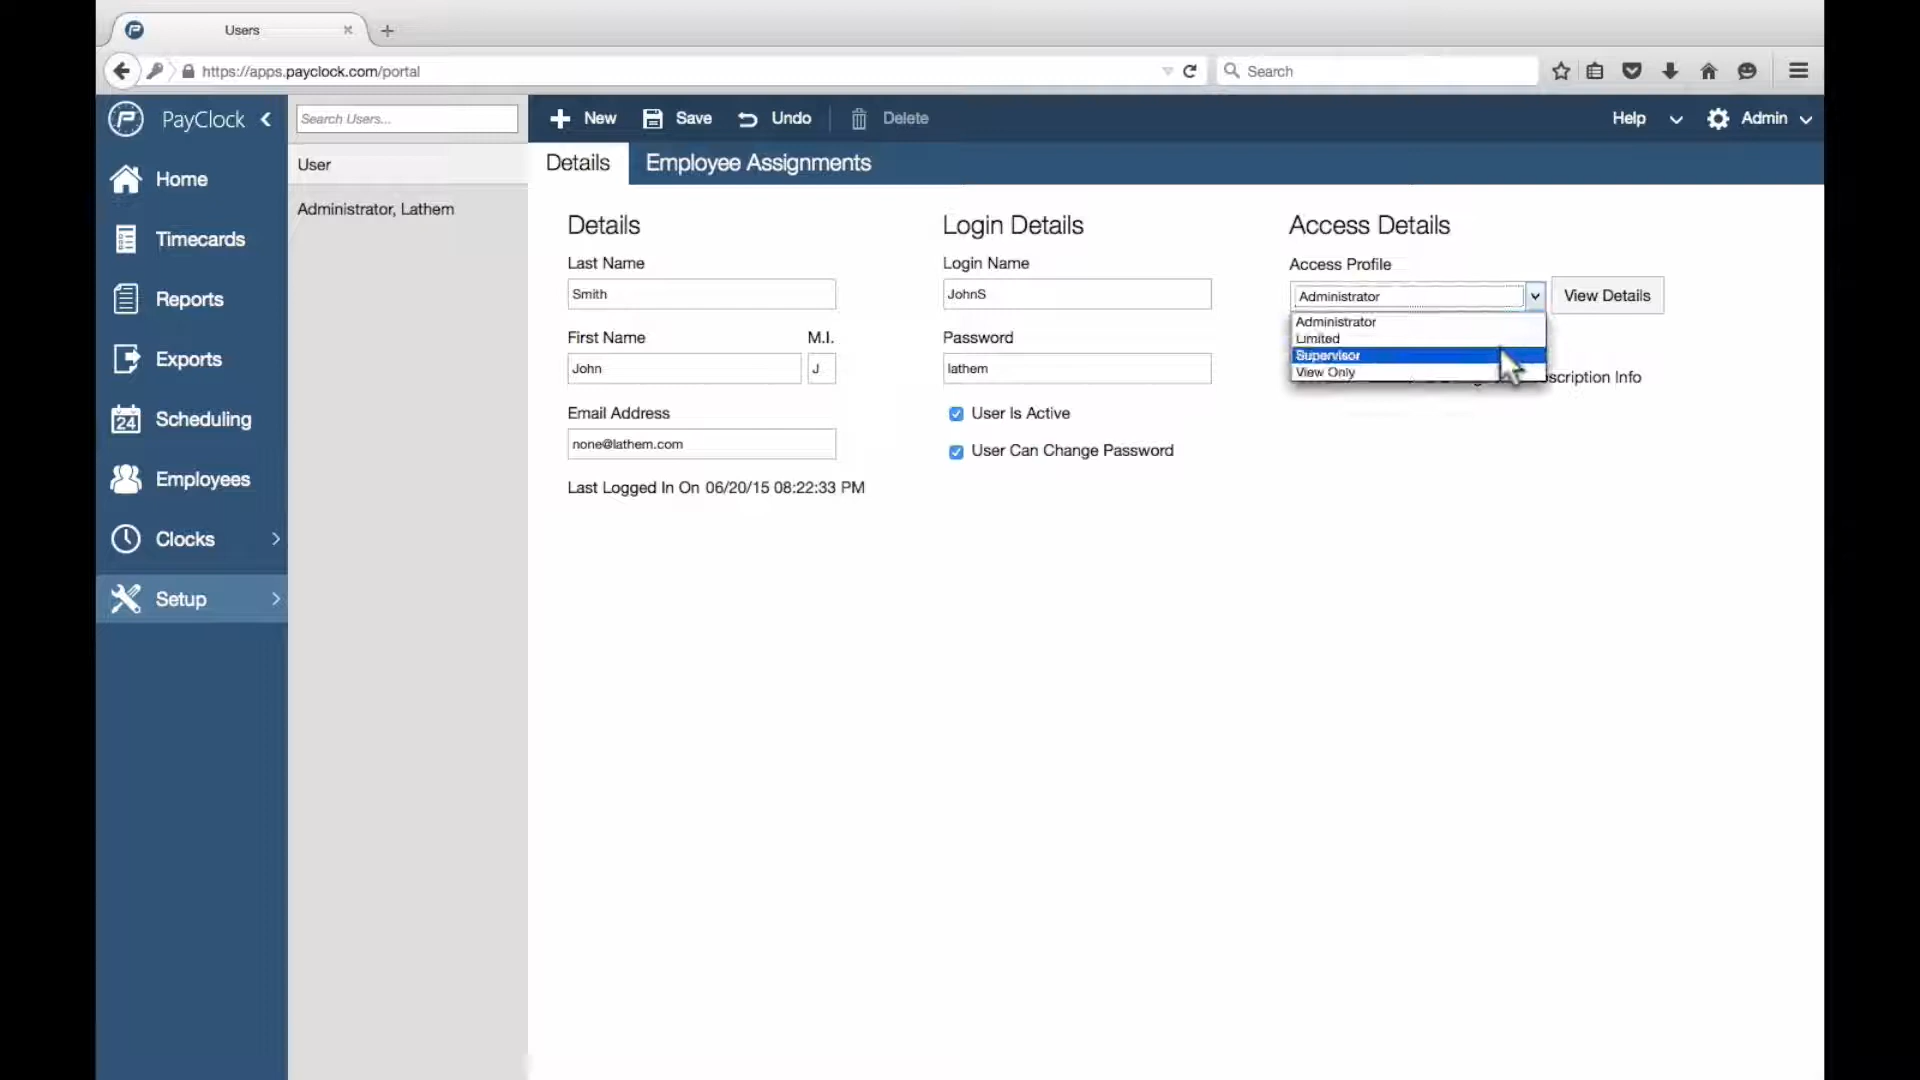 Users
https://apps.payclock.com/portal
Search
PayClock
Search Users...
New
Save
Undo
Delete
Help
Admin
Home
Timecards
Reports
Exports
Scheduling
24
Employees
Clocks
Setup
User
Administrator, Lathem
Details
Employee Assignments
Details
Last Name
Smith
First Name
M.I.
John
J
Email Address
none@lathem.com
Last Logged In On 06/20/15 08:22:33 PM
Login Details
Login Name
JohnS
Password
lathem
User Is Active
User Can Change Password
Access Details
Access Profile
Administrator
View Details
Administrator
Limited
Supervisor
View Only
scription Info